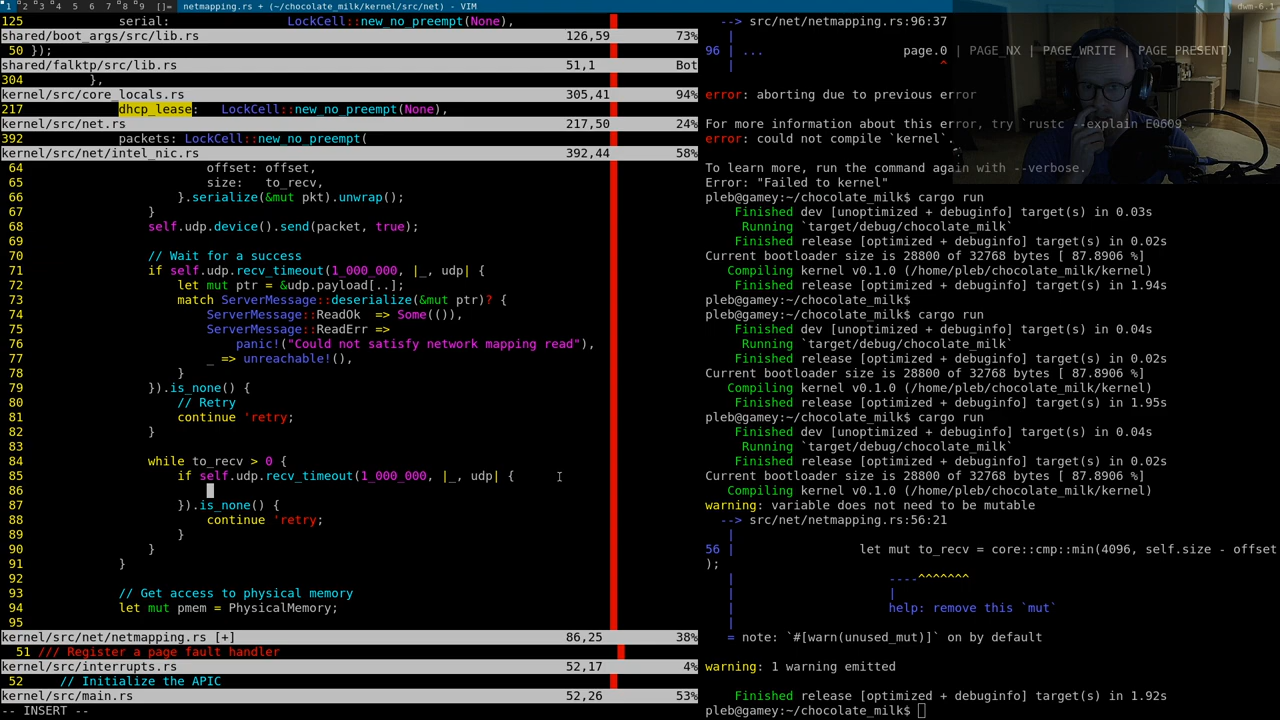 1 2 3 4 5 6 7 8 9 []= netmapping.rs + (~/chocolate_milk/kernel/src/net) - VIM dwm-6.1
125 serial: LockCell::new_no_preempt(None),
shared/boot_args/src/lib.rs 126,59 73%
50 });
shared/falktp/src/lib.rs 51,1 Bot
304 },
kernel/src/core_locals.rs 305,41 94%
217 dhcp_lease: LockCell::new_no_preempt(None),
kernel/src/net.rs 217,50 24%
392 packets: LockCell::new_no_preempt(
kernel/src/net/intel_nic.rs 392,44 58%
64 offset: offset,
65 size: to_recv,
66 }.serialize(&mut pkt).unwrap();
67 }
68 self.udp.device().send(packet, true);
69
70 // Wait for a success
71 if self.udp.recv_timeout(1_000_000, |_, udp| {
72 let mut ptr = &udp.payload[..];
73 match ServerMessage::deserialize(&mut ptr)? {
74 ServerMessage::ReadOk => Some(()),
75 ServerMessage::ReadErr =>
76 panic!("Could not satisfy network mapping read"),
77 _ => unreachable!(),
78 }
79 }).is_none() {
80 // Retry
81 continue 'retry;
82 }
83
84 while to_recv > 0 {
85 if self.udp.recv_timeout(1_000_000, |_, udp| {
86
87 }).is_none() {
88 continue 'retry;
89 }
90 }
91 }
92
93 // Get access to physical memory
94 let mut pmem = PhysicalMemory;
95
kernel/src/net/netmapping.rs [+] 86,25 38%
51 /// Register a page fault handler
kernel/src/interrupts.rs 52,17 4%
52 // Initialize the APIC
kernel/src/main.rs 52,26 53%
-- INSERT --
--> src/net/netmapping.rs:96:37
|
96 | ... page.0 | PAGE_NX | PAGE_WRITE | PAGE_PRESENT)
| ^
error: aborting due to previous error
For more information about this error, try `rustc --explain E0609`.
error: could not compile `kernel`.
To learn more, run the command again with --verbose.
Error: "Failed to kernel"
pleb@gamey:~/chocolate_milk$ cargo run
Finished dev [unoptimized + debuginfo] target(s) in 0.03s
Running `target/debug/chocolate_milk`
Finished release [optimized + debuginfo] target(s) in 0.02s
Current bootloader size is 28800 of 32768 bytes [ 87.8906 %]
Compiling kernel v0.1.0 (/home/pleb/chocolate_milk/kernel)
Finished release [optimized + debuginfo] target(s) in 1.94s
pleb@gamey:~/chocolate_milk$
pleb@gamey:~/chocolate_milk$ cargo run
Finished dev [unoptimized + debuginfo] target(s) in 0.04s
Running `target/debug/chocolate_milk`
Finished release [optimized + debuginfo] target(s) in 0.02s
Current bootloader size is 28800 of 32768 bytes [ 87.8906 %]
Compiling kernel v0.1.0 (/home/pleb/chocolate_milk/kernel)
Finished release [optimized + debuginfo] target(s) in 1.95s
pleb@gamey:~/chocolate_milk$ cargo run
Finished dev [unoptimized + debuginfo] target(s) in 0.04s
Running `target/debug/chocolate_milk`
Finished release [optimized + debuginfo] target(s) in 0.02s
Current bootloader size is 28800 of 32768 bytes [ 87.8906 %]
Compiling kernel v0.1.0 (/home/pleb/chocolate_milk/kernel)
warning: variable does not need to be mutable
--> src/net/netmapping.rs:56:21
|
56 | let mut to_recv = core::cmp::min(4096, self.size - offset
);
| ----^^^^^^^
| |
| help: remove this `mut`
|
= note: `#[warn(unused_mut)]` on by default
warning: 1 warning emitted
Finished release [optimized + debuginfo] target(s) in 1.92s
pleb@gamey:~/chocolate_milk$